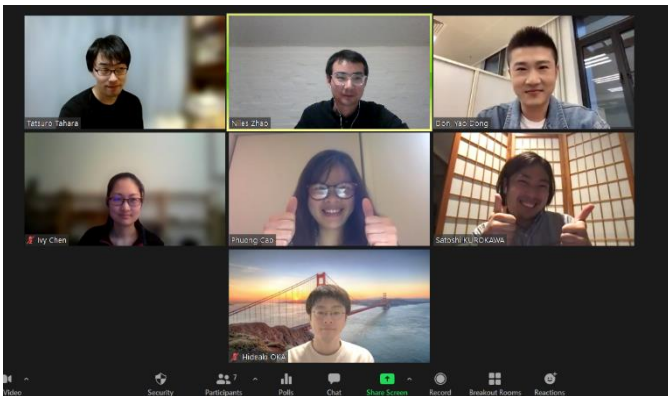 Tatsuro Tahara
Niles Zhao
Don, Yao Dong
Ivy Chen
Phuong Cao
Satoshi KUROKAWA
Hideaki OKA
Video
Security
Participants
7
Polls
Chat
Share Screen
Record
Breakout Rooms
Reactions